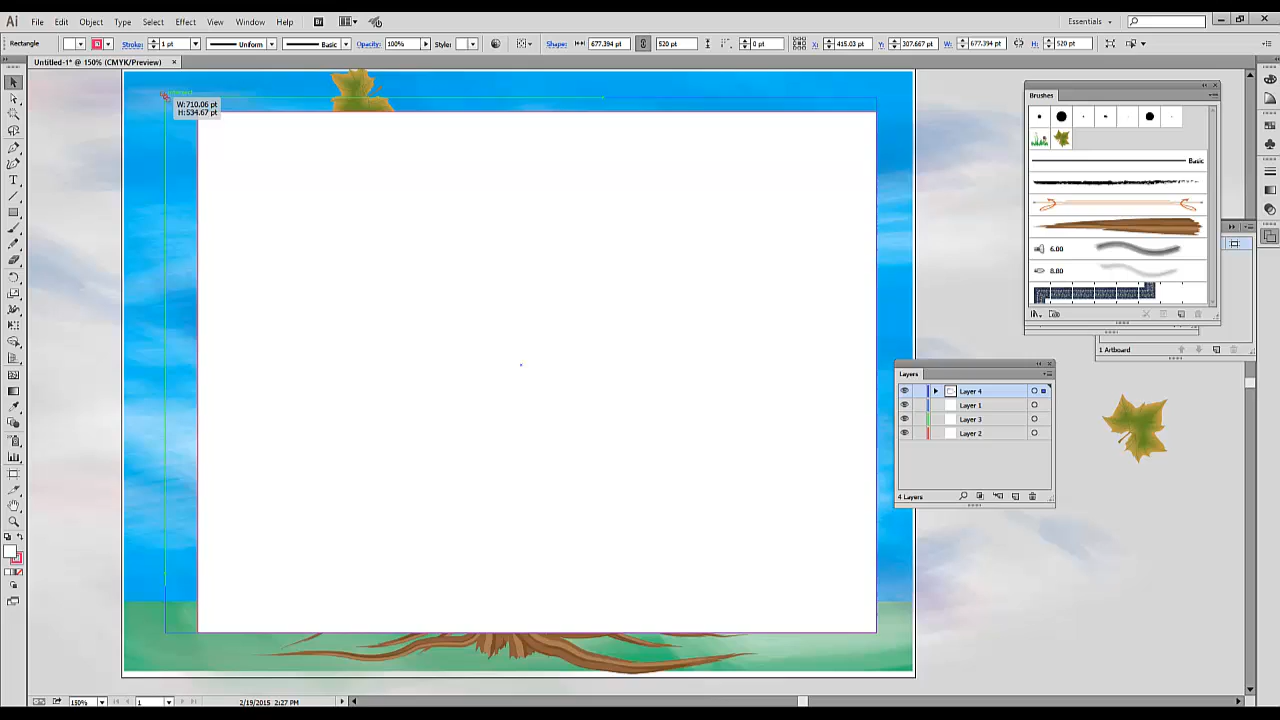 Ai File Edit Object Type Select Effect View Window Help Br Essentials
Rectangle Stroke: 1 pt Uniform Basic Opacity: 100% Style: Shape: 677.394 pt 520 pt 0 pt X: 415.03 pt Y: 307.667 pt W: 677.394 pt H: 520 pt
Untitled-1* @ 150% (CMYK/Preview)
intersect
W:710.06 pt
H:534.67 pt
Brushes
Basic
6.00
8.00
1 Artboard
Layers
Layer 4
Layer 1
Layer 3
Layer 2
4 Layers
150% 1 2/19/2015 2:27 PM